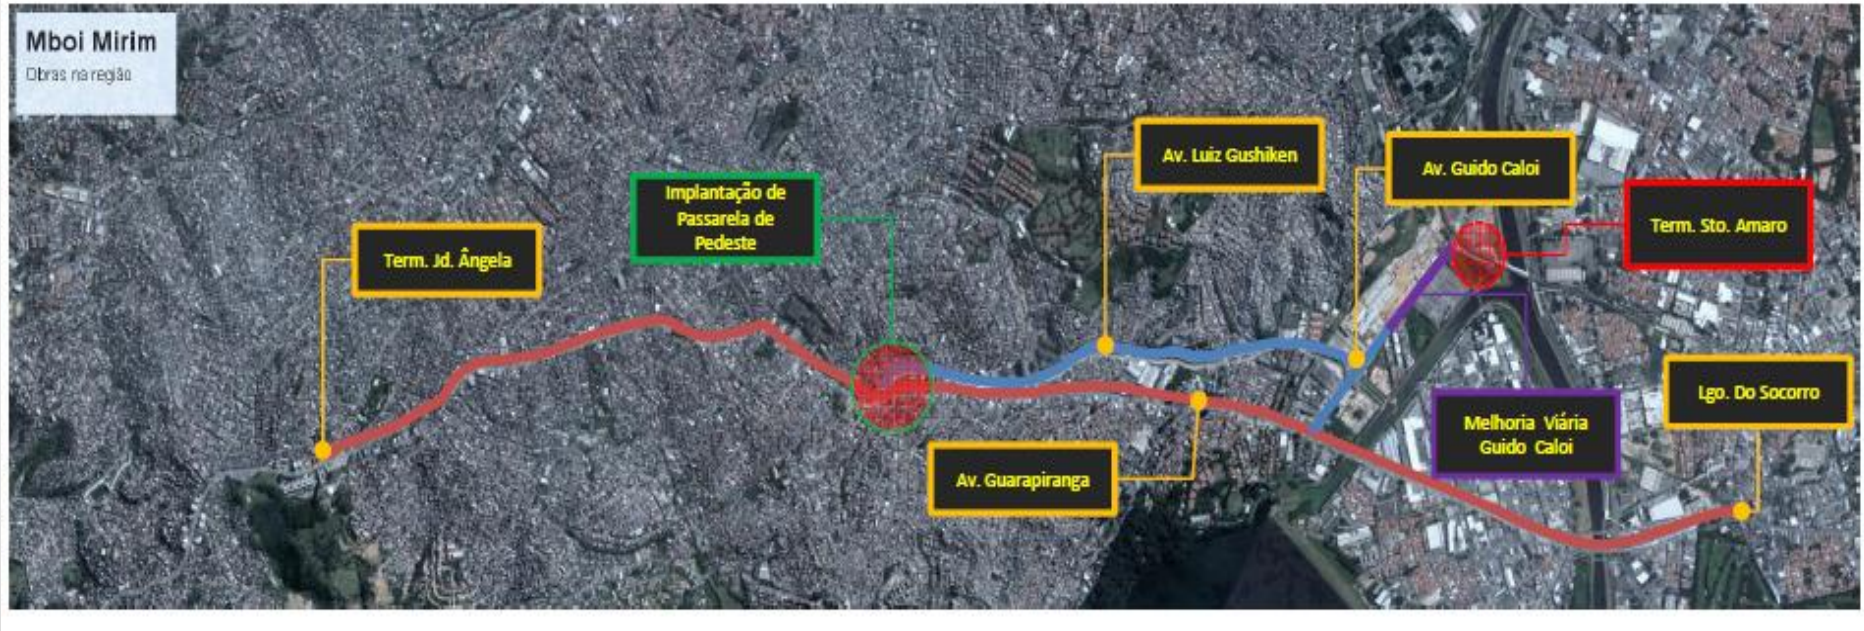 Mboi Mirim
Obras na região
Av. Luiz Gushiken
Av. Guido Caloi
Implantação de
Passarela de
Pedeste
Term. Sto. Amaro
Term. Jd. Ângela
Lgo. Do Socorro
Melhoria Viária
Guido Caloi
Av. Guarapiranga